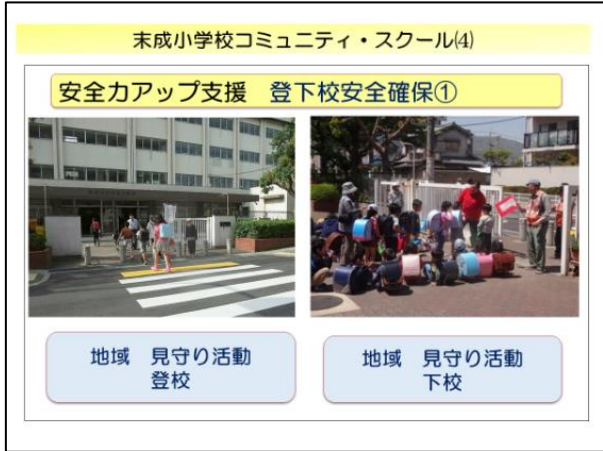 末成小学校コミュニティ・スクール⑷
安全力アップ支援　登下校安全確保①
地域　見守り活動
登校
地域　見守り活動
下校